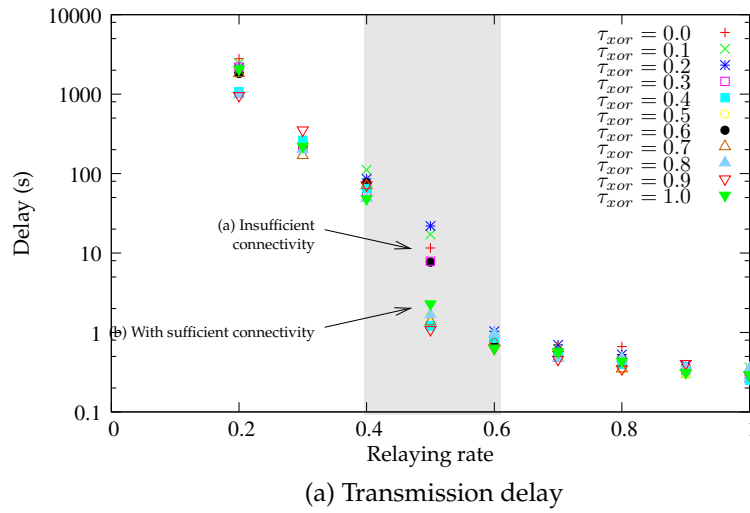 10000
1000
100
10
1
0.1
Delay (s)
τxor = 0.0
τxor = 0.1
τxor = 0.2
τxor = 0.3
τxor = 0.4
τxor = 0.5
τxor = 0.6
τxor = 0.7
τxor = 0.8
τxor = 0.9
τxor = 1.0
(a) Insufficient
connectivity
(b) With sufficient connectivity
0 0.2 0.4 0.6 0.8 1
Relaying rate
(a) Transmission delay